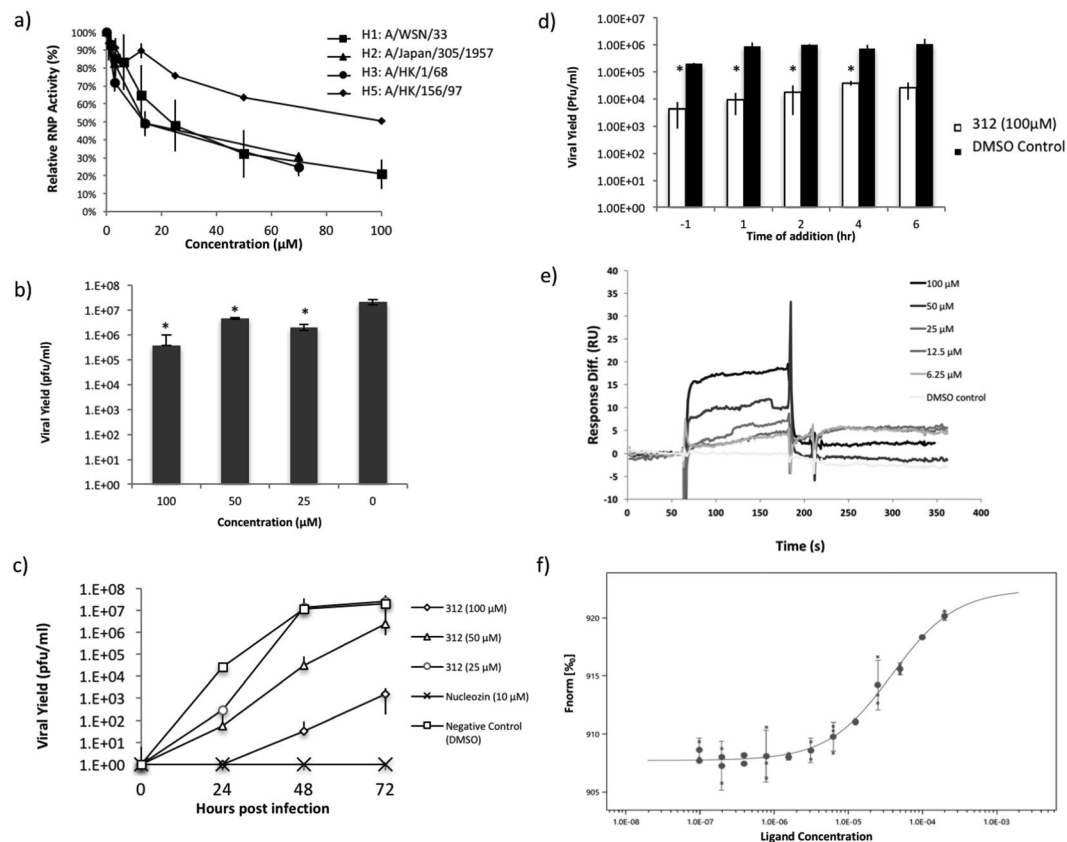 a)
Relative RNP Activity (%)
100%
90%
80%
70%
60%
50%
40%
30%
20%
10%
0%
0 20 40 60 80 100
Concentration (µM)
H1: A/WSN/33
H2: A/Japan/305/1957
H3: A/HK/1/68
H5: A/HK/156/97
b)
Viral Yield (pfu/ml)
1.E+08
1.E+07
1.E+06
1.E+05
1.E+04
1.E+03
1.E+02
1.E+01
1.E+00
* * *
100 50 25 0
Concentration (µM)
c)
Viral Yield (pfu/ml)
1.E+08
1.E+07
1.E+06
1.E+05
1.E+04
1.E+03
1.E+02
1.E+01
1.E+00
0 24 48 72
Hours post infection
312 (100 µM)
312 (50 µM)
312 (25 µM)
Nucleozin (10 µM)
Negative Control
(DMSO)
d)
Viral Yield (Pfu/ml)
1.00E+07
1.00E+06
1.00E+05
1.00E+04
1.00E+03
1.00E+02
1.00E+01
1.00E+00
* * * *
-1 1 2 4 6
Time of addition (hr)
312 (100µM)
DMSO Control
e)
Response Diff. (RU)
40
35
30
25
20
15
10
5
0
-5
-10
0 50 100 150 200 250 300 350 400
Time (s)
100 µM
50 µM
25 µM
12.5 µM
6.25 µM
DMSO control
f)
Fnorm [‰]
920
915
910
905
1.0E-08 1.0E-07 1.0E-06 1.0E-05 1.0E-04 1.0E-03
Ligand Concentration